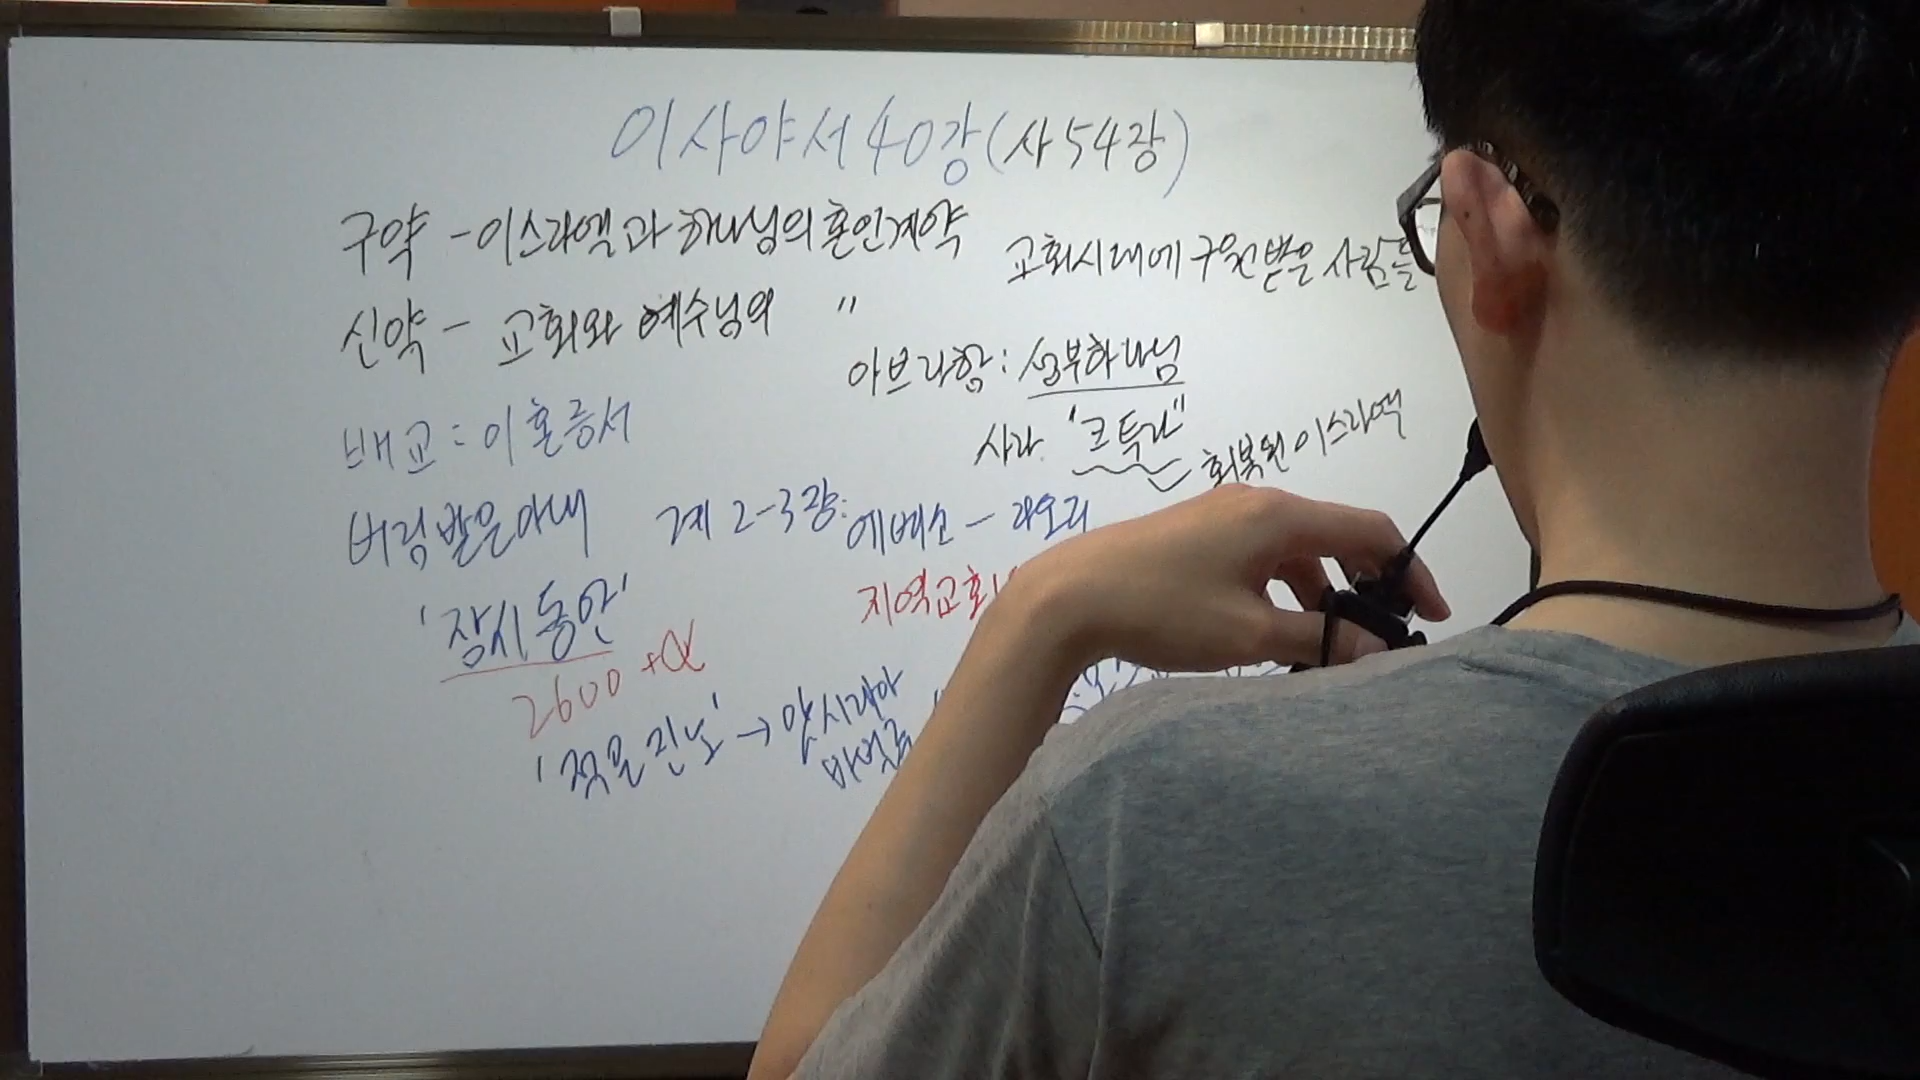 이사야서 40강 (사 54장)
구약 - 이스라엘과 하나님의 혼인계약
교회시대에 구원받은 사람들
신약 - 교회와 예수님의 "
아브라함 : 성부하나님
배교 : 이혼증서
사라. "크투라"
회복된 이스라엘
버림받은아내
계 2-3장: 에베소 - 라오디
'잠시 동안'
지역교회
2600 +α
'찢을 진노' → 앗시리아
바벨론